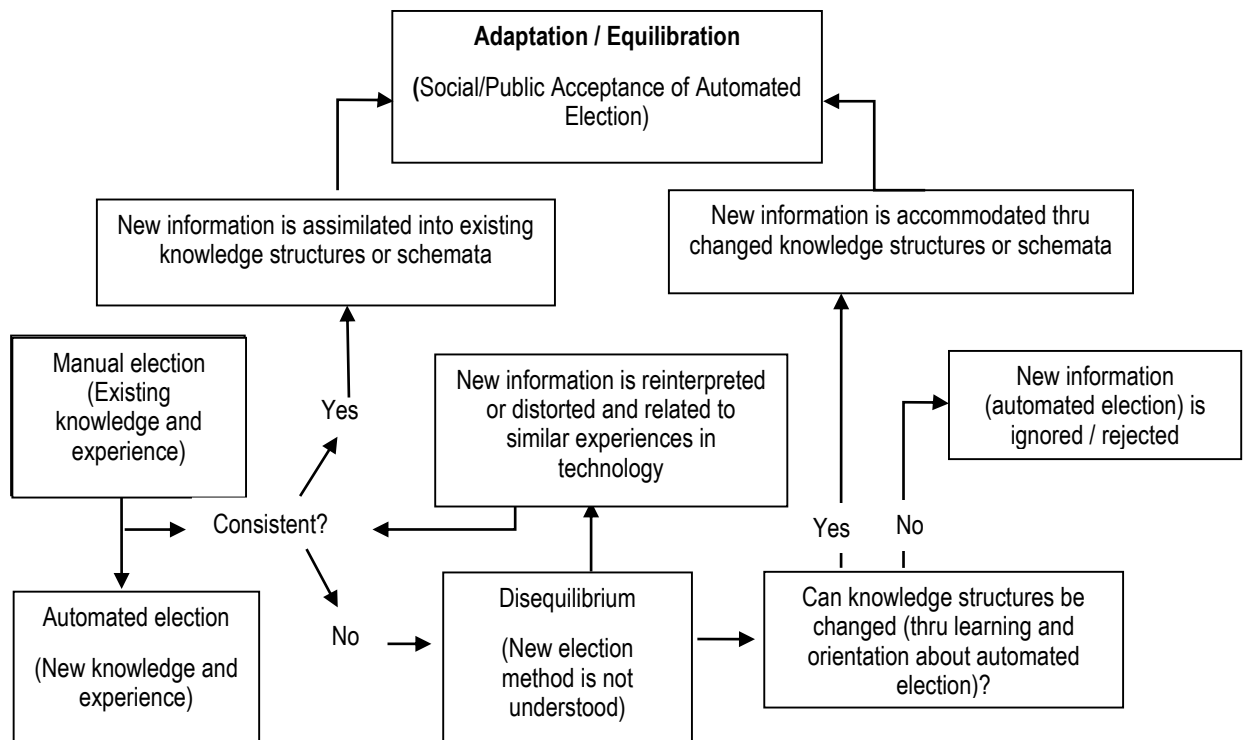 Adaptation / Equilibration
(Social/Public Acceptance of Automated
Election)
New information is assimilated into existing
knowledge structures or schemata
New information is accommodated thru
changed knowledge structures or schemata
Manual election
(Existing
knowledge and
experience)
Yes
New information is reinterpreted
or distorted and related to
similar experiences in
technology
New information
(automated election) is
ignored / rejected
Consistent?
Yes
No
Automated election
(New knowledge and
experience)
No
Disequilibrium
(New election
method is not
understood)
Can knowledge structures be
changed (thru learning and
orientation about automated
election)?